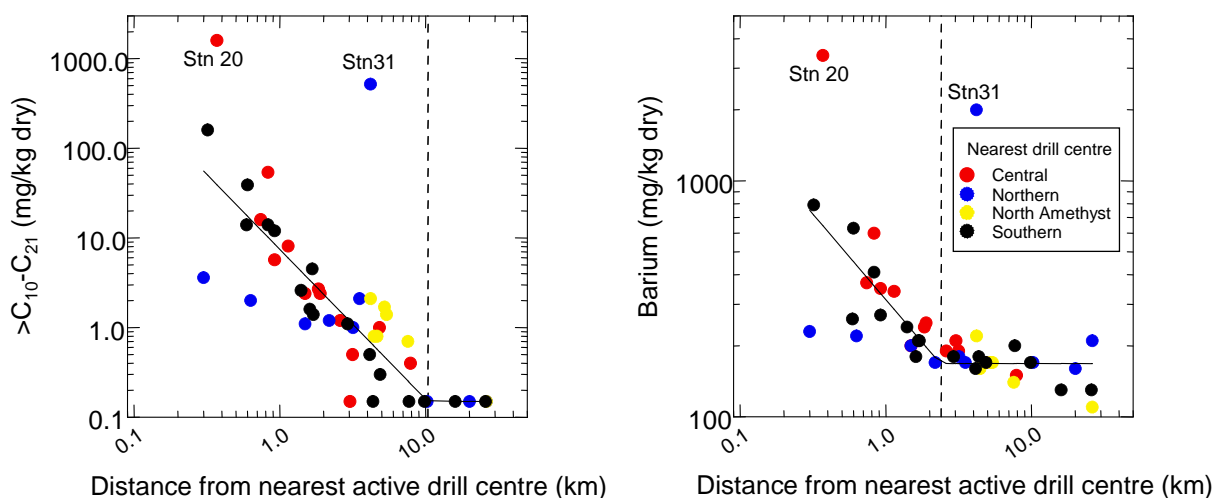 1000.0
100.0
10.0
1.0
0.1
>C10-C21 (mg/kg dry)
Stn 20
Stn31
0.1
1.0
10.0
Distance from nearest active drill centre (km)
1000
100
Barium (mg/kg dry)
Stn 20
Stn31
Nearest drill centre
Central
Northern
North Amethyst
Southern
0.1
1.0
10.0
Distance from nearest active drill centre (km)